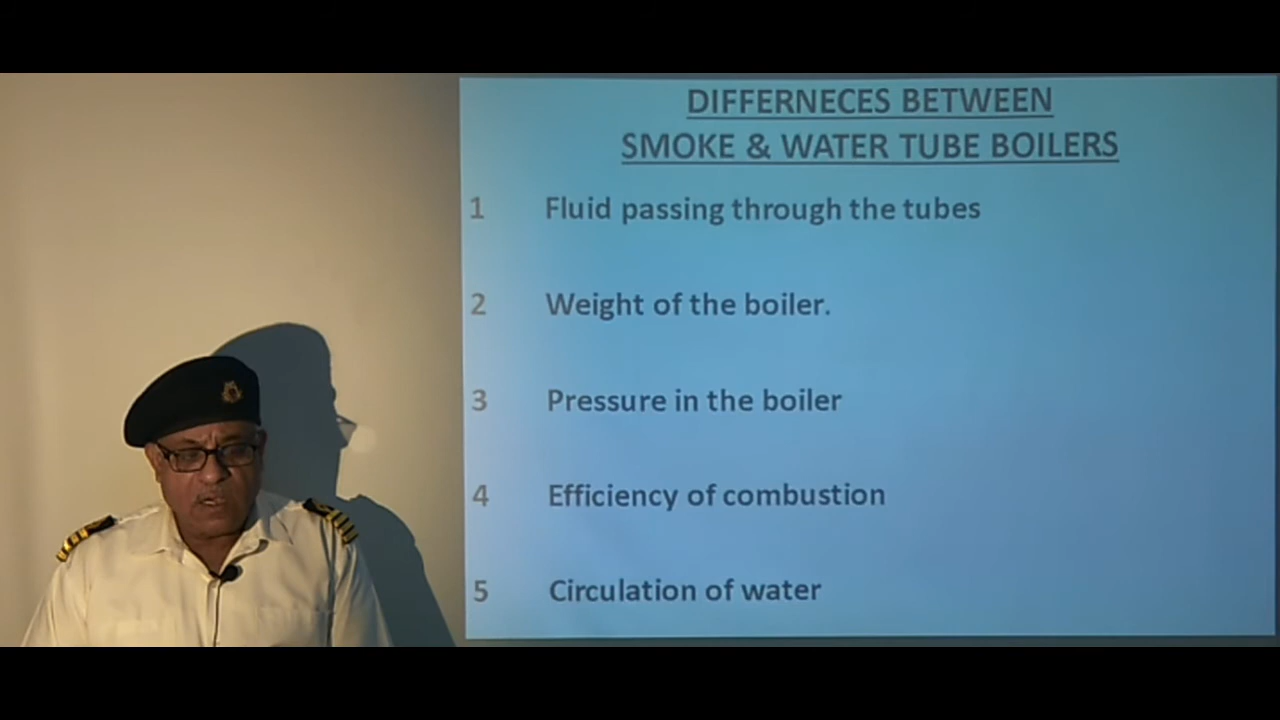 DIFFERNECES BETWEEN
SMOKE & WATER TUBE BOILERS
1 Fluid passing through the tubes
2 Weight of the boiler.
3 Pressure in the boiler
4 Efficiency of combustion
5 Circulation of water